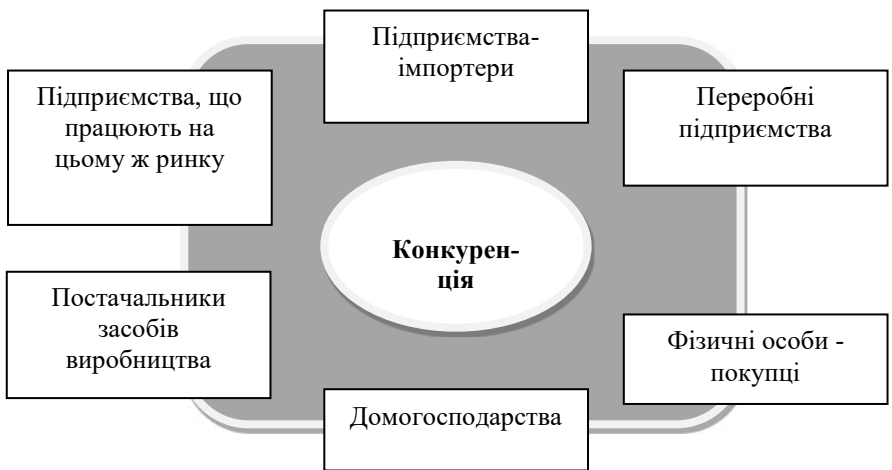 Підприємства-
імпортери
Підприємства, що
працюють на
цьому ж ринку
Переробні
підприємства
Конкурен-
ція
Постачальники
засобів
виробництва
Фізичні особи -
покупці
Домогосподарства